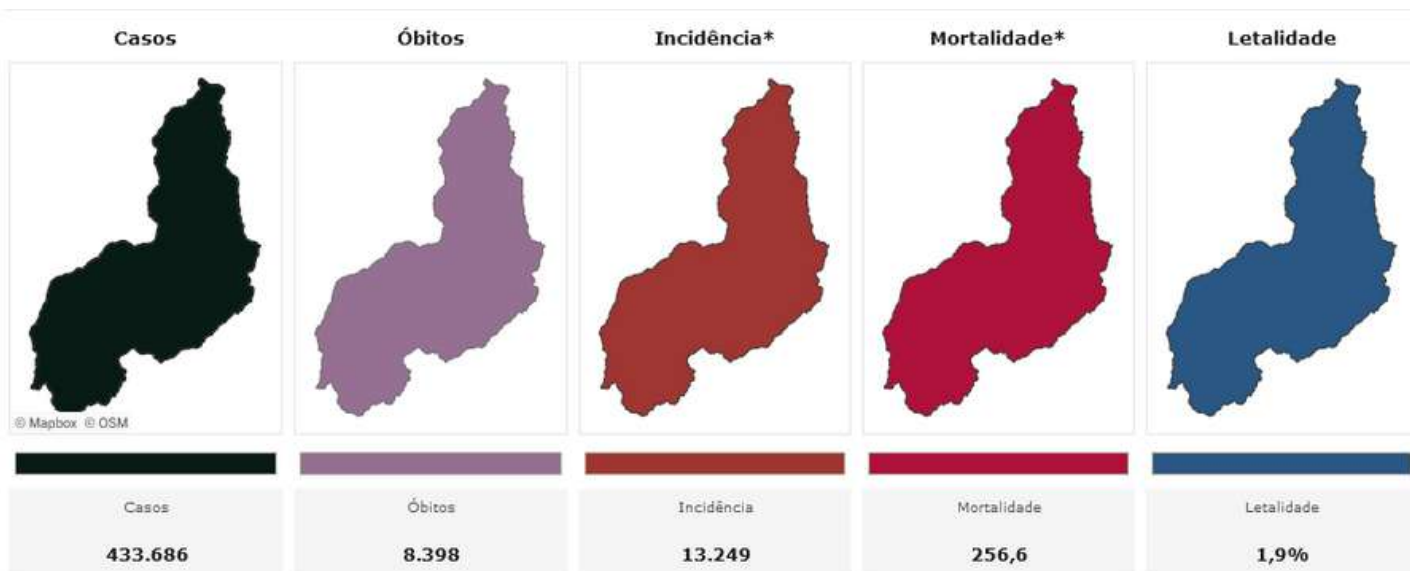 Casos Óbitos Incidência* Mortalidade* Letalidade
© Mapbox © OSM
Casos Óbitos Incidência Mortalidade Letalidade
433.686 8.398 13.249 256,6 1,9%